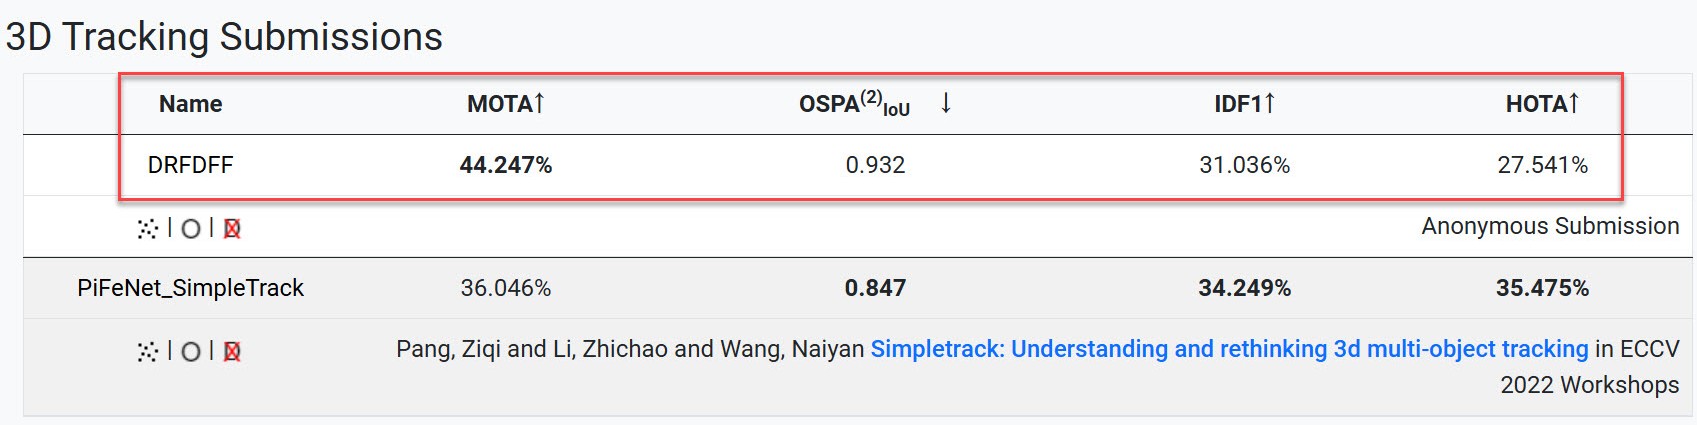 3D Tracking Submissions
Name MOTA↑ OSPA(2)IoU ↓ IDF1↑ HOTA↑
DRFDFF 44.247% 0.932 31.036% 27.541%
| | D Anonymous Submission
PiFeNet_SimpleTrack 36.046% 0.847 34.249% 35.475%
| | D Pang, Ziqi and Li, Zhichao and Wang, Naiyan Simpletrack: Understanding and rethinking 3d multi-object tracking in ECCV
2022 Workshops